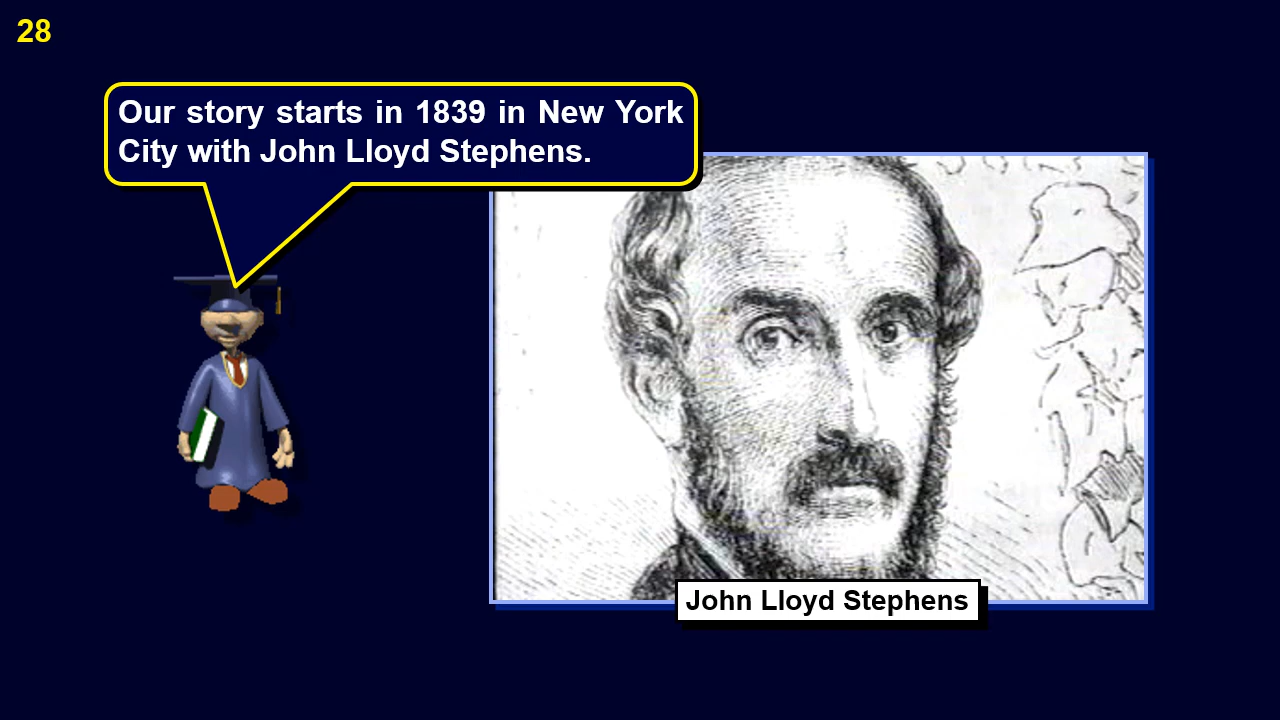 28
Our story starts in 1839 in New York
City with John Lloyd Stephens.
John Lloyd Stephens